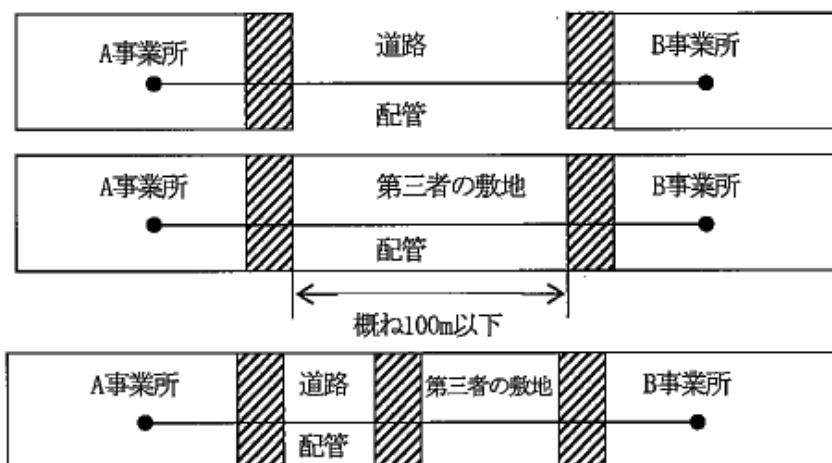 A事業所 道路 B事業所
配管
A事業所 第三者の敷地 B事業所
配管
概ね100m以下
A事業所 道路 第三者の敷地 B事業所
配管